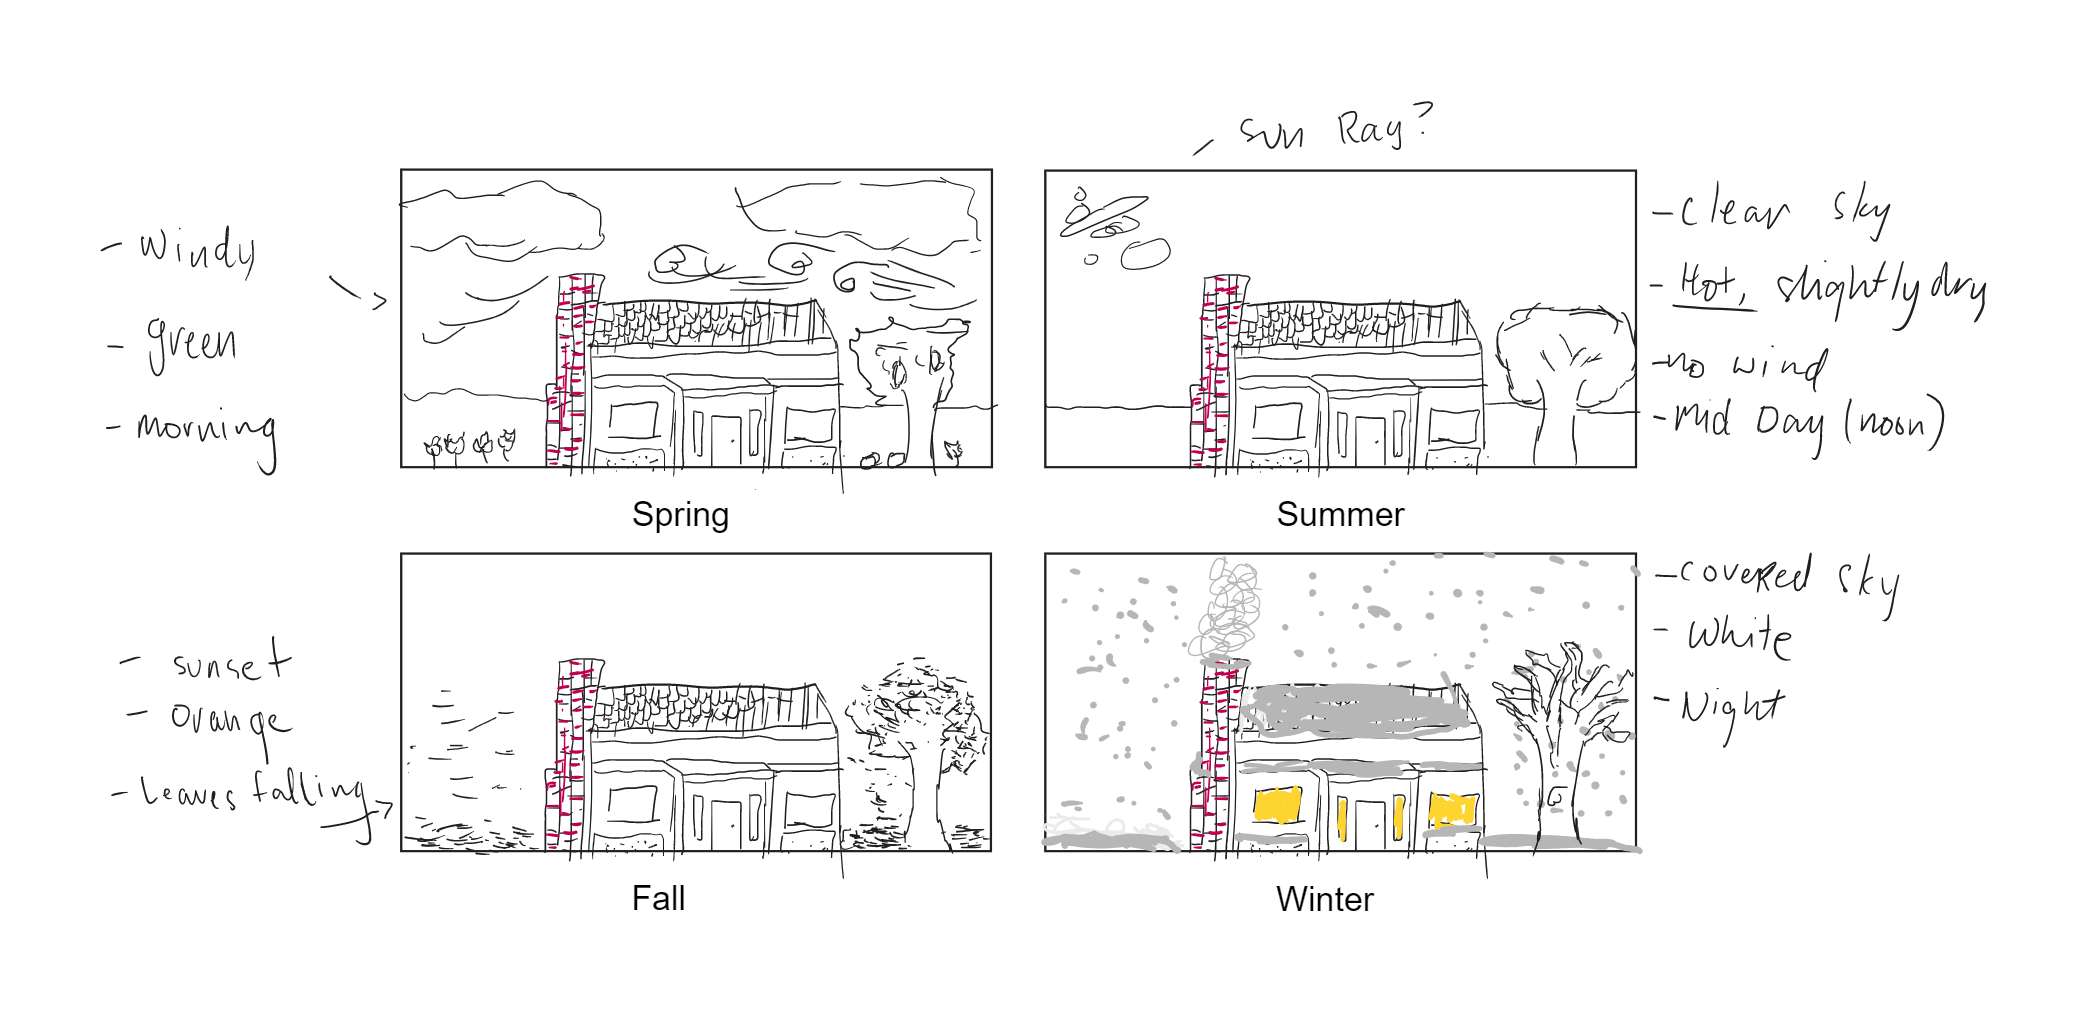 - Sun Ray?
- Windy
- green
- morning
- Clear Sky
- Hot, slightly dry
- no wind
- Mid Day (noon)
Spring
Summer
- sunset
- Orange
- Leaves falling
- Covered Sky
- White
- Night
Fall
Winter